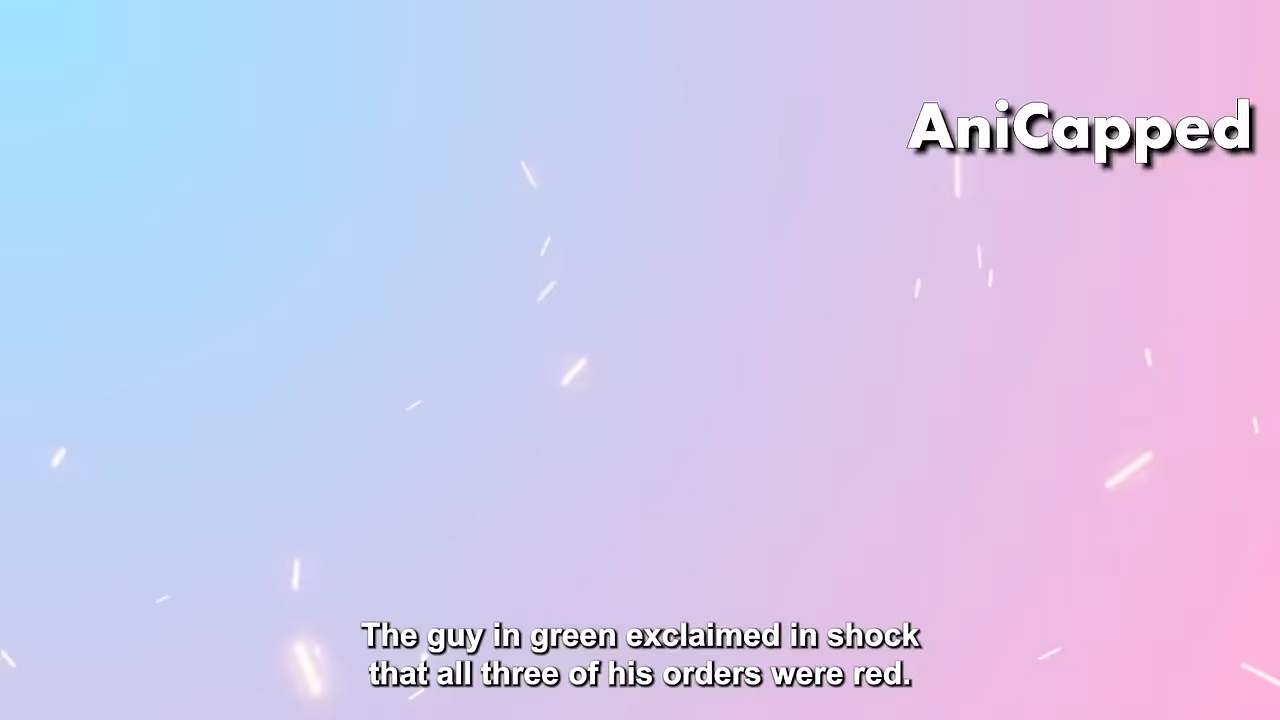 AniCapped
The guy in green exclaimed in shock
that all three of his orders were red.